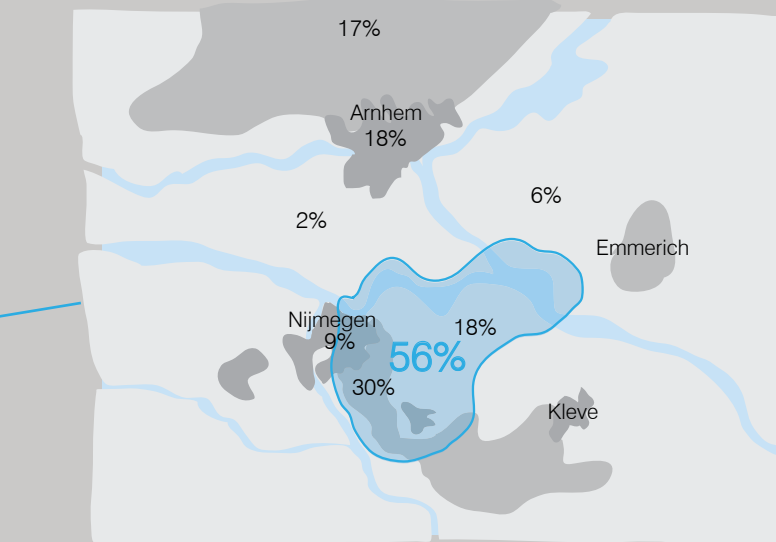 17%
Arnhem
18%
6%
2%
Emmerich
Nijmegen
9%
18%
56%
30%
Kleve